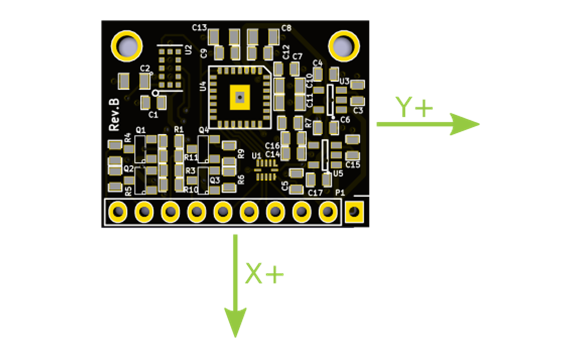 C13 C8
U2
C9 C12
C7
C2 C4
C10 U3
U4
C11 C3
C1
Rev.B
R7 C6
Q1 R1 Q4
R4 C16
R11 R9 C14 C15
U1
Q2 R3
R5 R10 Q3 R6 C5 U5
C17 P1
Y+
X+